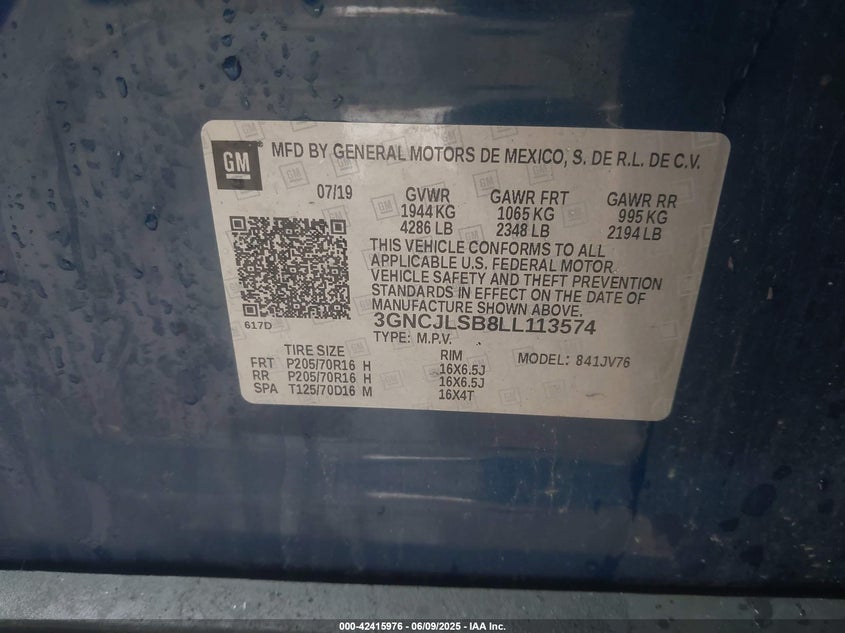 GM MFD BY GENERAL MOTORS DE MEXICO, S. DE R.L. DE C.V.
07/19 GVWR GAWR FRT GAWR RR
1944 KG 1065 KG 995 KG
4286 LB 2348 LB 2194 LB
THIS VEHICLE CONFORMS TO ALL
APPLICABLE U.S. FEDERAL MOTOR
VEHICLE SAFETY AND THEFT PREVENTION
STANDARDS IN EFFECT ON THE DATE OF
MANUFACTURE SHOWN ABOVE.
617D 3GNCJLSB8LL113574
TYPE: M.P.V.
TIRE SIZE RIM MODEL: 841JV76
FRT P205/70R16 H 16X6.5J
RR P205/70R16 H 16X6.5J
SPA T125/70D16 M 16X4T
000-42415976 - 06/09/2025 - IAA Inc.